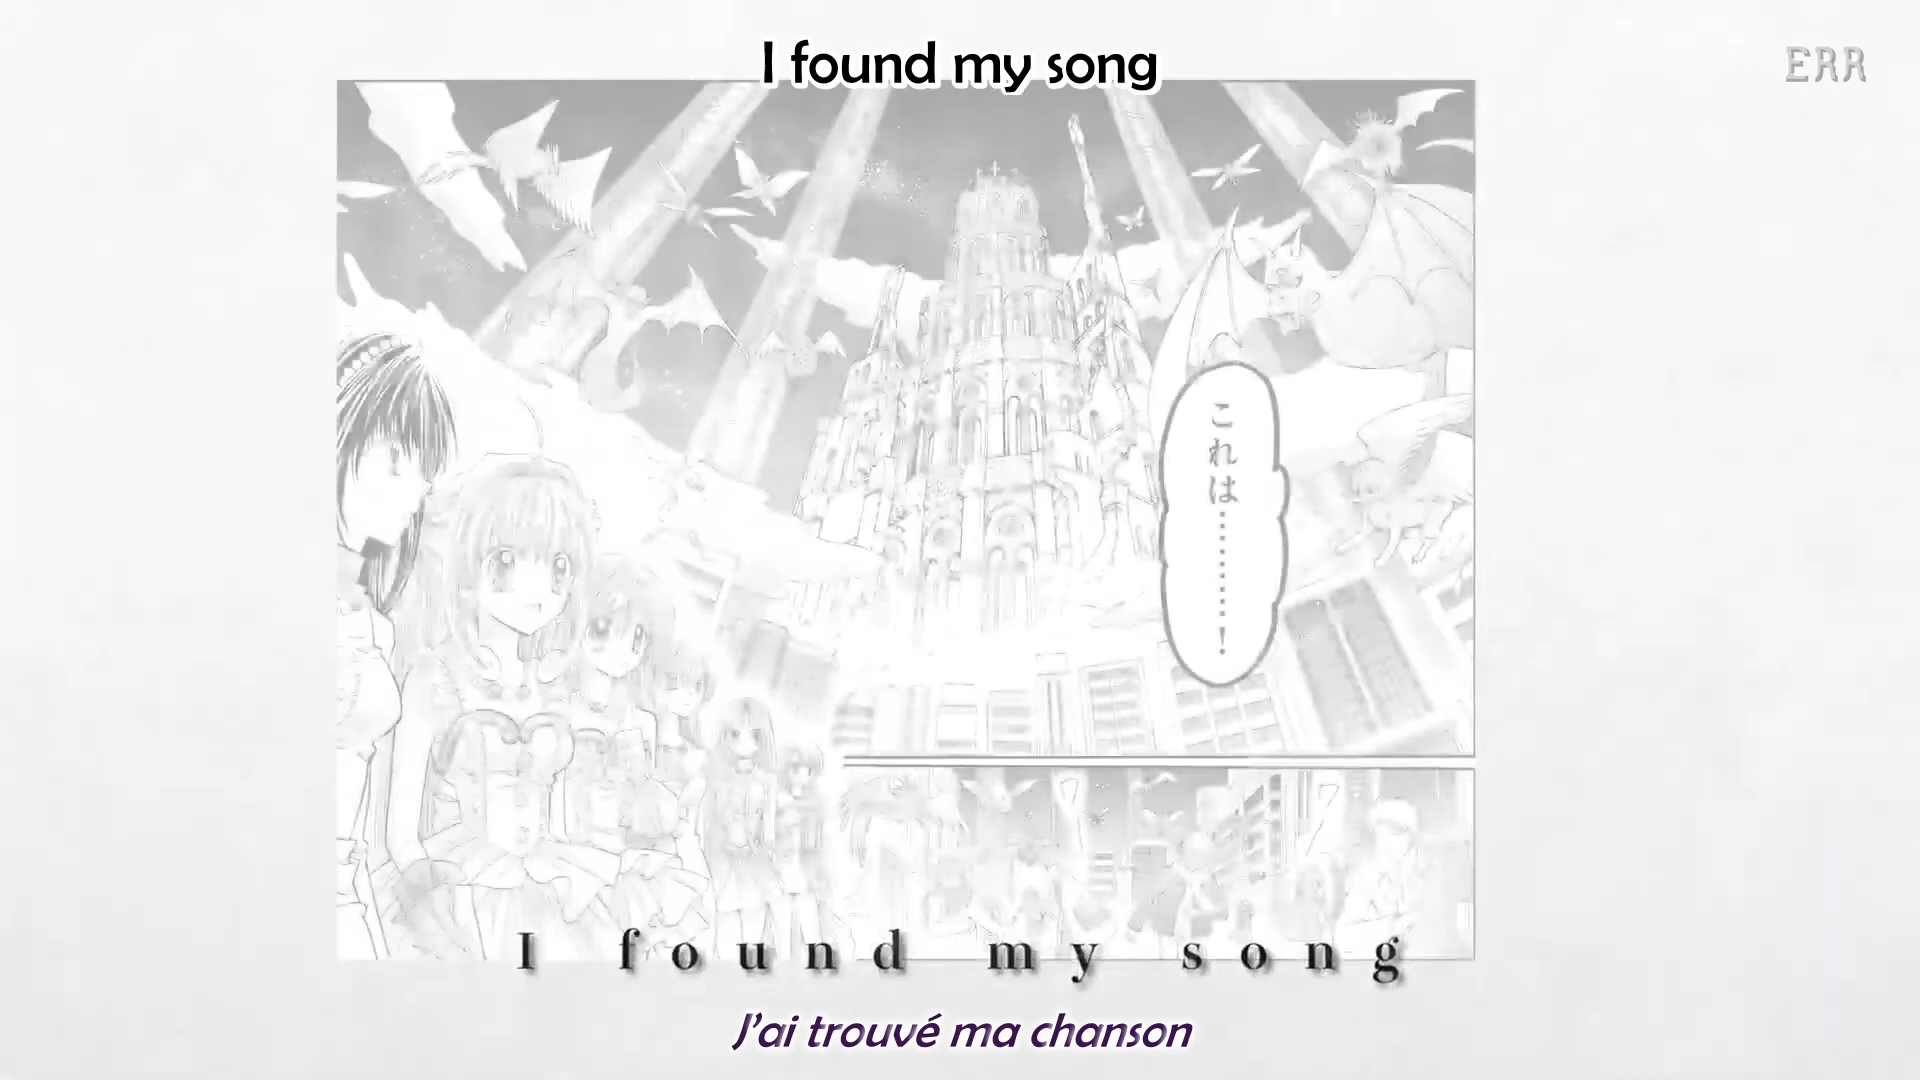 I found my song
ERR
これは…………!
I found my song
J'ai trouvé ma chanson